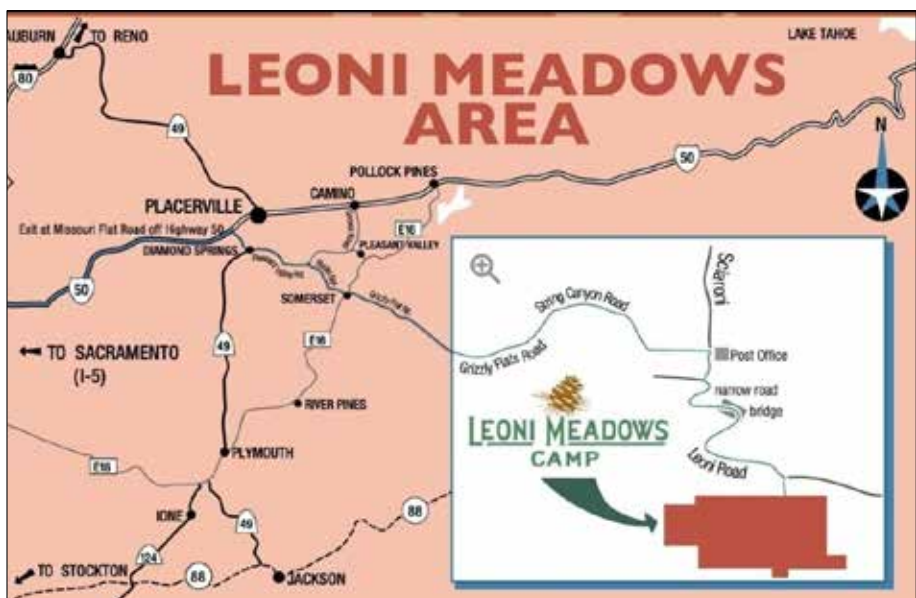 AUBURN
TO RENO
LAKE TAHOE
LEONI MEADOWS
AREA
80
49
50
N
POLLOCK PINES
CAMINO
PLACERVILLE
E16
Exit at Missouri Flat Road off Highway 50
DIAMOND SPRINGS
PLEASANT VALLEY
50
SOMERSET
Grizzly Flat Rd.
Sciaroni
String Canyon Road
Grizzly Flats Road
Post Office
TO SACRAMENTO
(I-5)
49
E16
narrow road
bridge
RIVER PINES
LEONI MEADOWS
CAMP
Leoni Road
PLYMOUTH
E16
IONE
49
88
124
TO STOCKTON
88
JACKSON